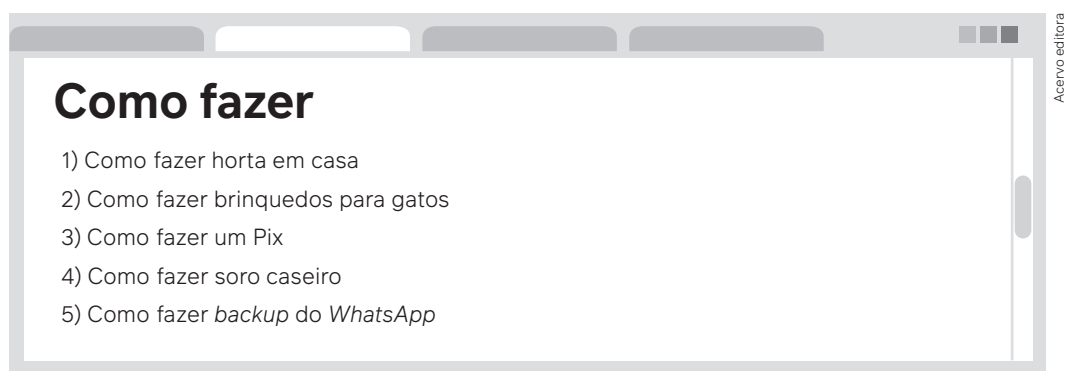 Como fazer
1) Como fazer horta em casa
2) Como fazer brinquedos para gatos
3) Como fazer um Pix
4) Como fazer soro caseiro
5) Como fazer backup do WhatsApp
Acervo editora